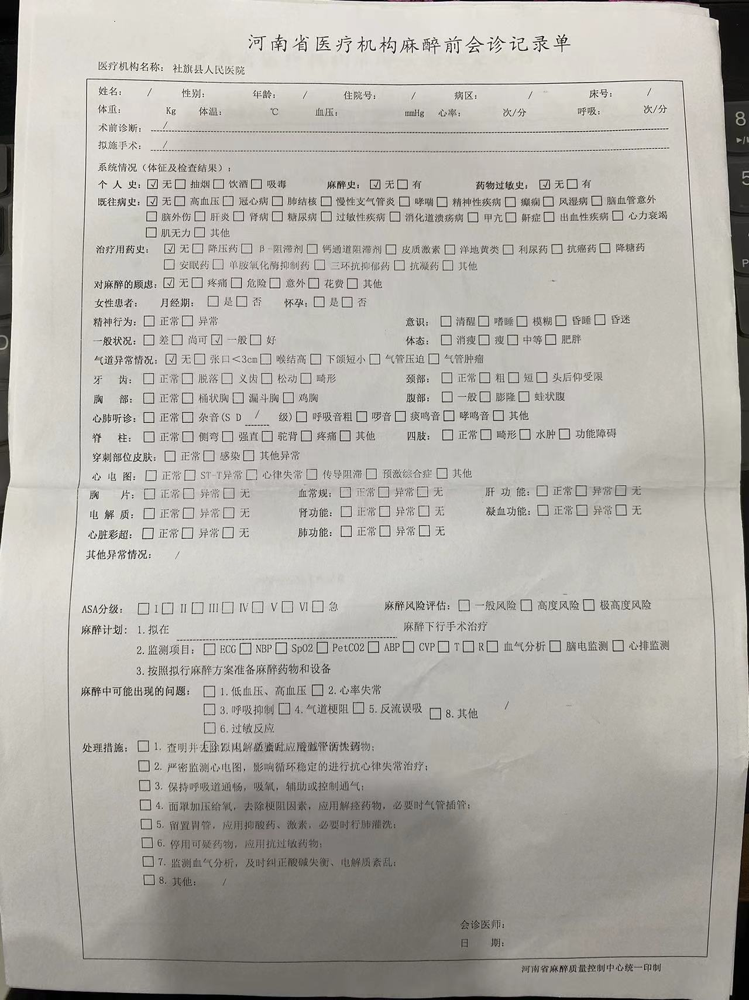 河南省医疗机构麻醉前会诊记录单
医疗机构名称： 社旗县人民医院
姓名： / 性别： 年龄： / 住院号： / 病区： / 床号： /
体重： Kg 体温： ℃ 血压： mmHg 心率： 次/分 呼吸： 次/分
术前诊断： /
拟施手术： /
系统情况（体征及检查结果）：
个 人 史：☑ 无□ 抽烟□ 饮酒□ 吸毒 麻醉史：☑ 无□ 有 药物过敏史：☑ 无□ 有
既往病史：☑ 无□ 高血压□ 冠心病□ 肺结核□ 慢性支气管炎□ 哮喘□ 精神性疾病□ 癫痫□ 风湿病□ 脑血管意外
□ 脑外伤□ 肝炎□ 肾病□ 糖尿病□ 过敏性疾病□ 消化道溃疡病□ 甲亢□ 鼾症□ 出血性疾病□ 心力衰竭
□ 肌无力□ 其他
治疗用药史：☑ 无□ 降压药□ β-阻滞剂□ 钙通道阻滞剂□ 皮质激素□ 洋地黄类□ 利尿药□ 抗癌药□ 降糖药
□ 安眠药□ 单胺氧化酶抑制药□ 三环抗抑郁药□ 抗凝药□ 其他
对麻醉的顾虑：☑ 无□ 疼痛□ 危险□ 意外□ 花费□ 其他
女性患者： 月经期：□ 是□ 否 怀孕：□ 是□ 否
精神行为：□ 正常□ 异常 意识：□ 清醒□ 嗜睡□ 模糊□ 昏睡□ 昏迷
一般状况：□ 差□ 尚可☑ 一般□ 好 体态：□ 消瘦□ 瘦□ 中等□ 肥胖
气道异常情况：☑ 无□ 张口<3cm□ 喉结高□ 下颌短小□ 气管压迫□ 气管肿瘤
牙 齿：□ 正常□ 脱落□ 义齿□ 松动□ 畸形 颈部：□ 正常□ 粗□ 短□ 头后仰受限
胸 部：□ 正常□ 桶状胸□ 漏斗胸□ 鸡胸 腹部：□ 一般□ 膨隆□ 蛙状腹
心肺听诊：□ 正常□ 杂音(S D / 级)□ 呼吸音粗□ 啰音□ 痰鸣音□ 哮鸣音□ 其他
脊 柱：□ 正常□ 侧弯□ 强直□ 驼背□ 疼痛□ 其他 四肢：□ 正常□ 畸形□ 水肿□ 功能障碍
穿刺部位皮肤：□ 正常□ 感染□ 其他异常
心 电 图：□ 正常□ ST-T异常□ 心律失常□ 传导阻滞□ 预激综合症□ 其他
胸 片：□ 正常□ 异常□ 无 血常规：□ 正常□ 异常□ 无 肝 功 能：□ 正常□ 异常□ 无
电 解 质：□ 正常□ 异常□ 无 肾功能：□ 正常□ 异常□ 无 凝血功能：□ 正常□ 异常□ 无
心脏彩超：□ 正常□ 异常□ 无 肺功能：□ 正常□ 异常□ 无
其他异常情况： /
ASA分级：□ I□ II□ III□ IV□ V□ VI□ 急 麻醉风险评估：□ 一般风险□ 高度风险□ 极高度风险
麻醉计划：1.拟在 麻醉下行手术治疗
2.监测项目：□ ECG□ NBP□ SpO2□ PetCO2□ ABP□ CVP□ T□ R□ 血气分析□ 脑电监测□ 心排监测
3.按照拟行麻醉方案准备麻醉药物和设备
麻醉中可能出现的问题：□ 1.低血压、高血压□ 2.心率失常
□ 3.呼吸抑制□ 4.气道梗阻□ 5.反流误吸□ 8.其他 /
□ 6.过敏反应
处理措施：□ 1. 查明并去除原因
□ 2. 严密监测心电图，影响循环稳定的进行抗心律失常治疗；
□ 3. 保持呼吸道通畅，吸氧，辅助或控制通气；
□ 4. 面罩加压给氧，去除梗阻因素，应用解痉药物，必要时气管插管；
□ 5. 留置胃管，应用抑酸药、激素，必要时行肺灌洗；
□ 6. 停用可疑药物，应用抗过敏药物；
□ 7. 监测血气分析，及时纠正酸碱失衡、电解质紊乱；
□ 8. 其他： /
会诊医师：
日 期：
河南省麻醉质量控制中心统一印制